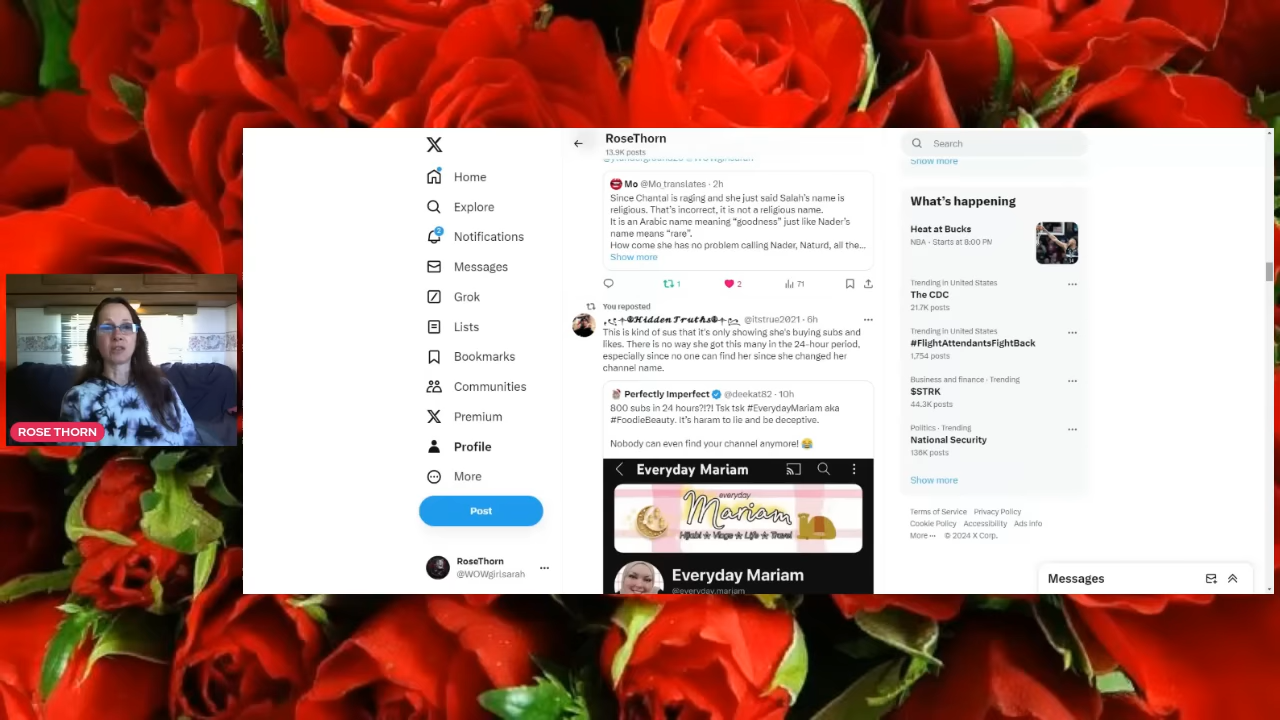 ROSE THORN
Home
Explore
2
Notifications
Messages
Grok
Lists
Bookmarks
Communities
Premium
Profile
More
Post
RoseThorn
@WOWgirlsarah
RoseThorn
13.9K posts
Mo @Mo_translates · 2h
Since Chantal is raging and she just said Salah's name is
religious. That's incorrect, it is not a religious name.
It is an Arabic name meaning "goodness" just like Nader's
name means "rare".
How come she has no problem calling Nader, Naturd, all the...
Show more
1
2
71
You reposted
HiddenTruths @itstrue2021 · 6h
This is kind of sus that it's only showing she's buying subs and
likes. There is no way she got this many in the 24-hour period,
especially since no one can find her since she changed her
channel name.
Perfectly Imperfect @deekat82 · 10h
800 subs in 24 hours?!?! Tsk tsk #EverydayMariam aka
#FoodieBeauty. It's haram to lie and be deceptive.
Nobody can even find your channel anymore! 😂
Everyday Mariam
everyday
Mariam
Hijabi ★ Vlogs ★ Life ★ Travel
Everyday Mariam
@everyday.mariam
Search
Show more
What's happening
Heat at Bucks
NBA · Starts at 8:00 PM
Trending in United States
The CDC
21.7K posts
Trending in United States
#FlightAttendantsFightBack
1,754 posts
Business and finance · Trending
$STRK
44.3K posts
Politics · Trending
National Security
136K posts
Show more
Terms of Service Privacy Policy
Cookie Policy Accessibility Ads info
More ··· © 2024 X Corp.
Messages